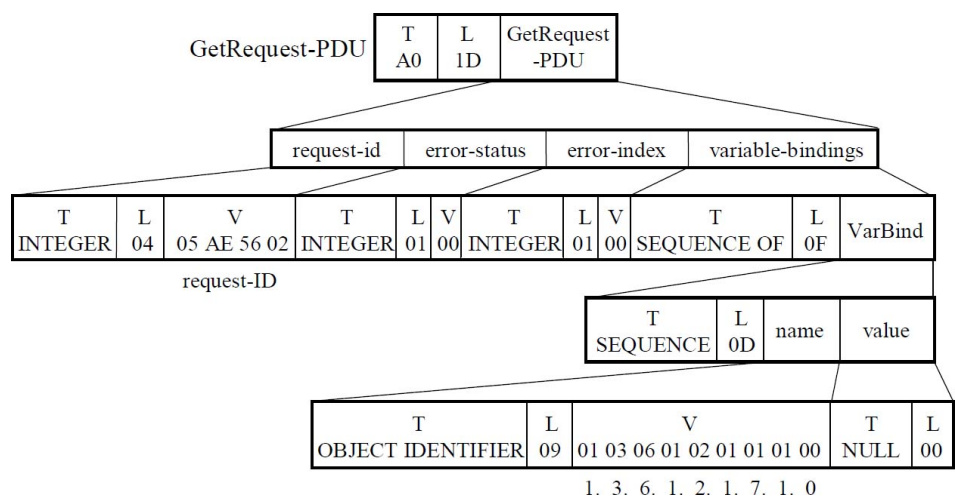 GetRequest-PDU
T L GetRequest
A0 1D -PDU
request-id error-status error-index variable-bindings
T L V T L V T L V T L VarBind
INTEGER 04 05 AE 56 02 INTEGER 01 00 INTEGER 01 00 SEQUENCE OF 0F
request-ID
T L name value
SEQUENCE 0D
T L V T L
OBJECT IDENTIFIER 09 01 03 06 01 02 01 01 01 00 NULL 00
1. 3. 6. 1. 2. 1. 7. 1. 0